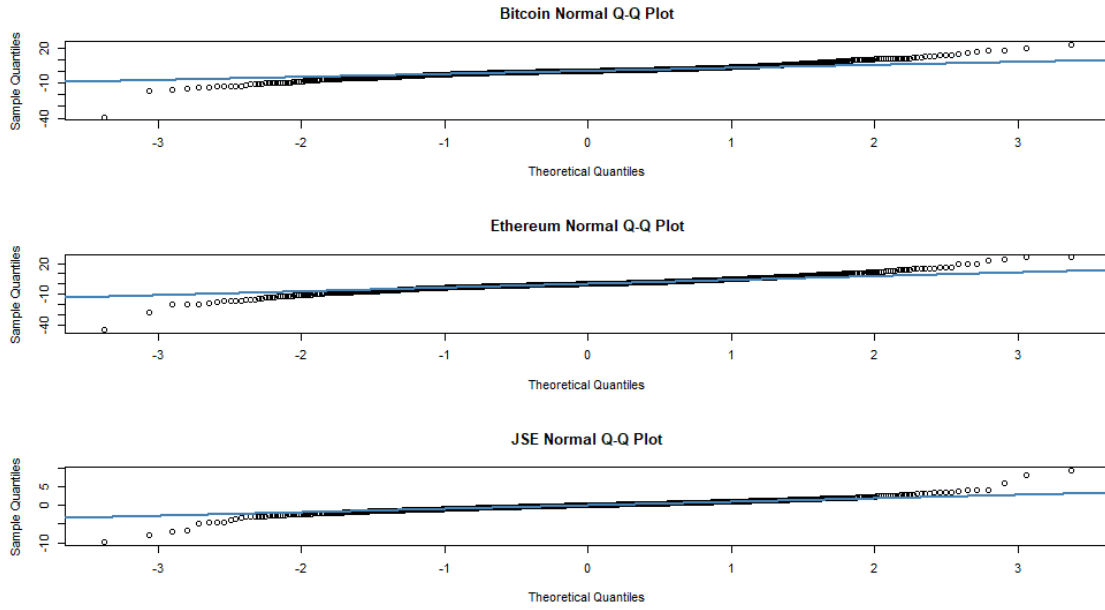 Bitcoin Normal Q-Q Plot
Sample Quantiles
20
-10
-40
-3 -2 -1 0 1 2 3
Theoretical Quantiles
Ethereum Normal Q-Q Plot
Sample Quantiles
20
-10
-40
-3 -2 -1 0 1 2 3
Theoretical Quantiles
JSE Normal Q-Q Plot
Sample Quantiles
5
0
-10
-3 -2 -1 0 1 2 3
Theoretical Quantiles